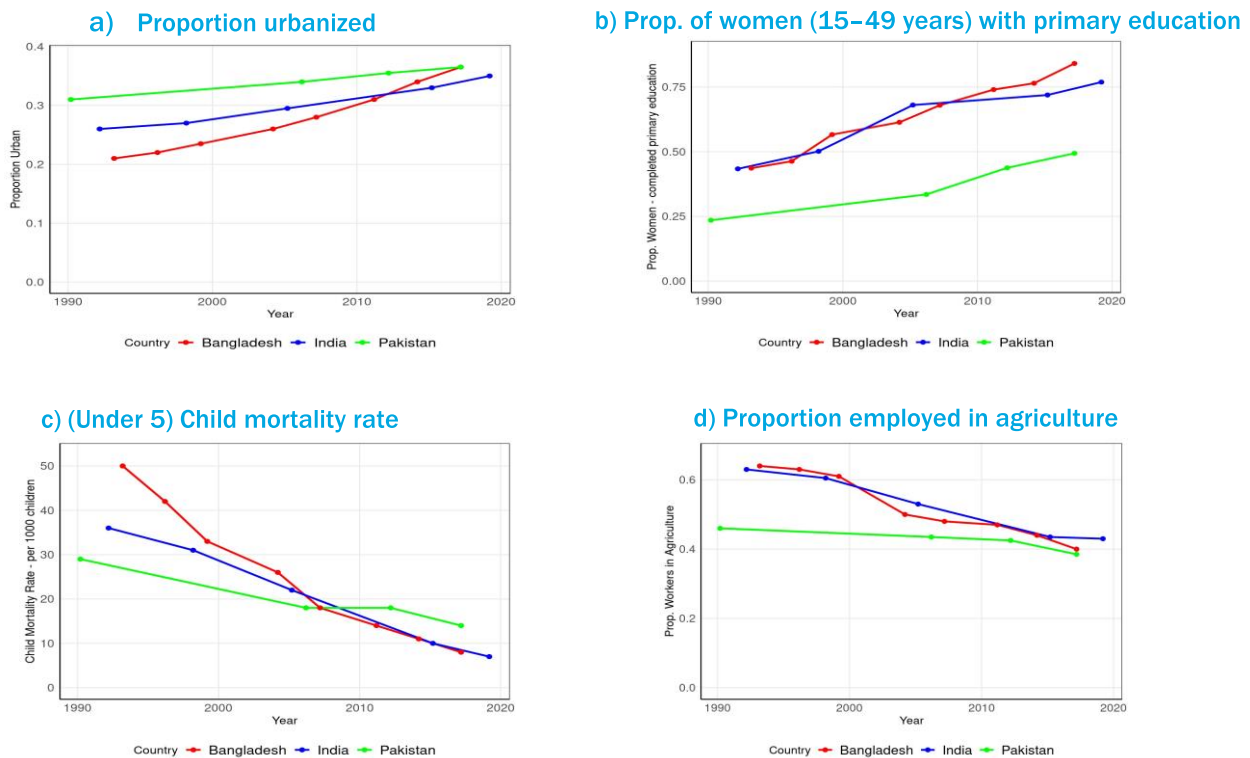 a) Proportion urbanized
Proportion Urban
0.4
0.3
0.2
0.1
0.0
1990 2000 2010 2020
Year
Country Bangladesh India Pakistan
b) Prop. of women (15–49 years) with primary education
Prop. Women - completed primary education
0.75
0.50
0.25
0.00
1990 2000 2010 2020
Year
Country Bangladesh India Pakistan
c) (Under 5) Child mortality rate
Child Mortality Rate - per 1000 children
50
40
30
20
10
0
1990 2000 2010 2020
Year
Country Bangladesh India Pakistan
d) Proportion employed in agriculture
Prop. Workers in Agriculture
0.6
0.4
0.2
0.0
1990 2000 2010 2020
Year
Country Bangladesh India Pakistan